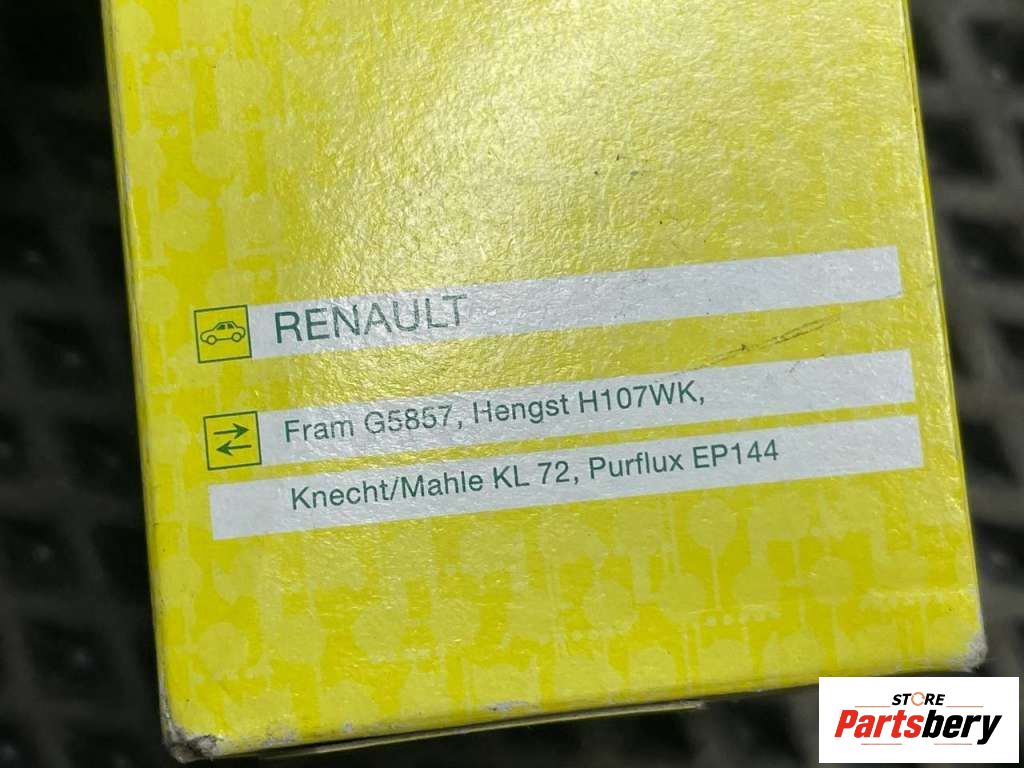 RENAULT
Fram G5857, Hengst H107WK,
Knecht/Mahle KL 72, Purflux EP144
STORE
Partsbery